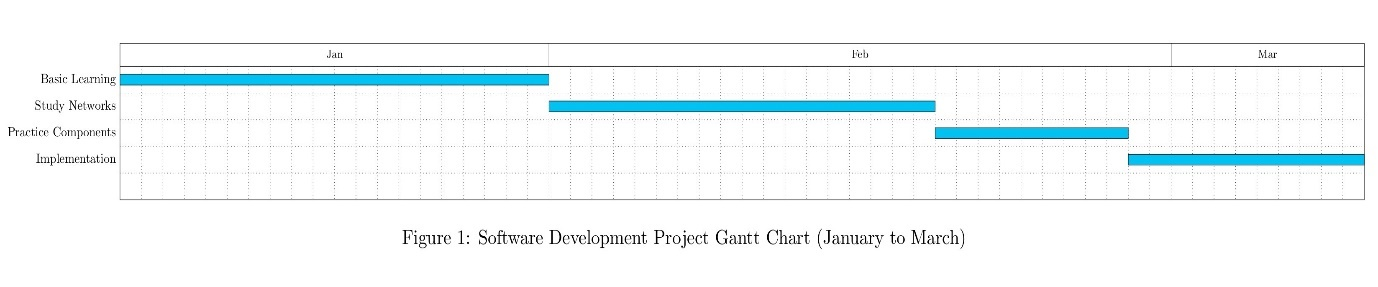 Jan Feb Mar
Basic Learning
Study Networks
Practice Components
Implementation
Figure 1: Software Development Project Gantt Chart (January to March)